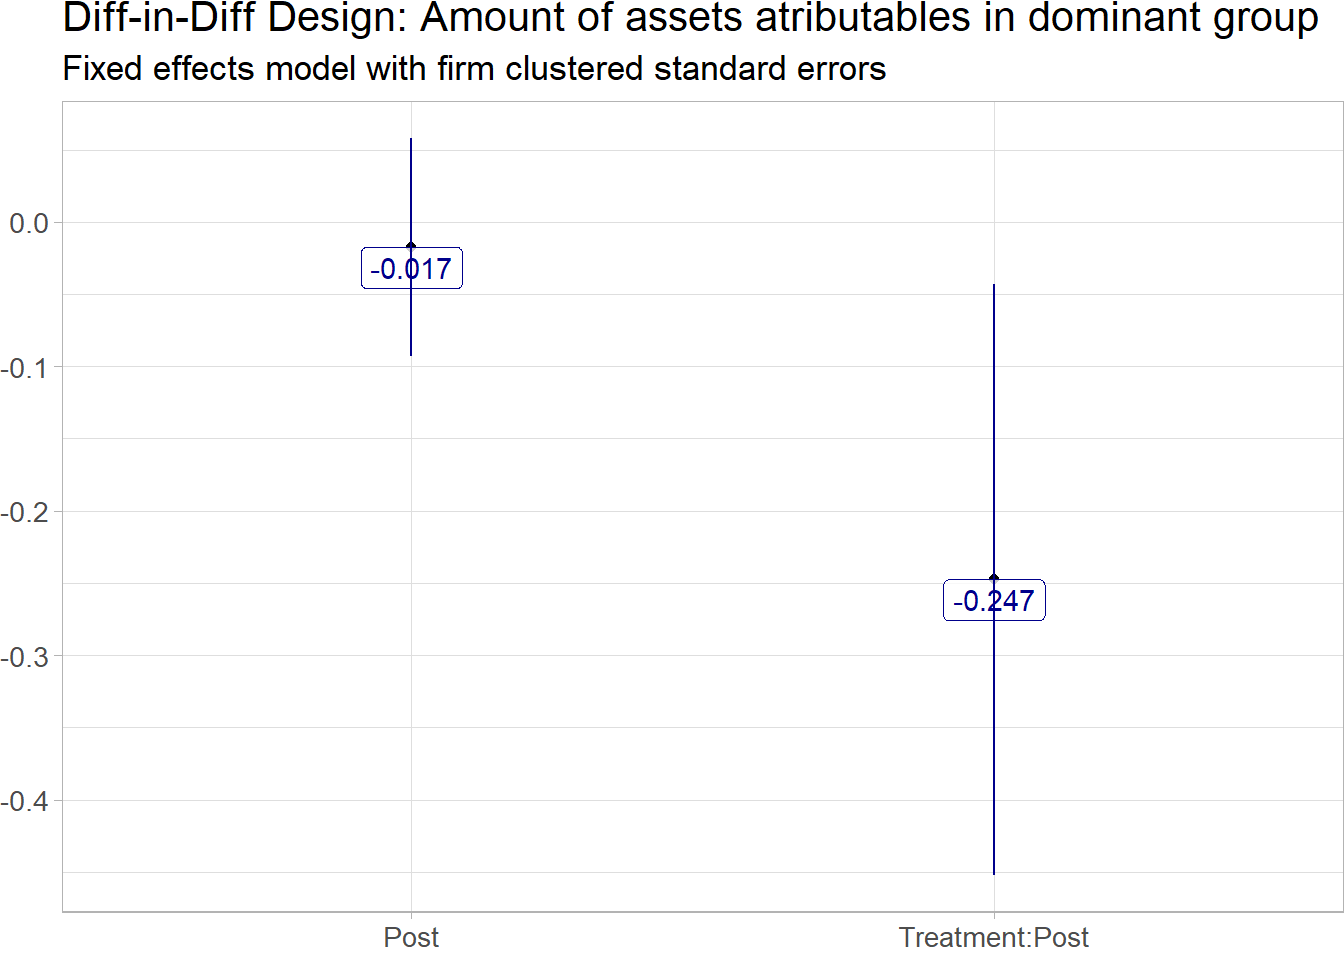 Diff-in-Diff Design: Amount of assets atributables in dominant group
Fixed effects model with firm clustered standard errors
0.0
-0.017
-0.1
-0.2
-0.247
-0.3
-0.4
Post
Treatment:Post